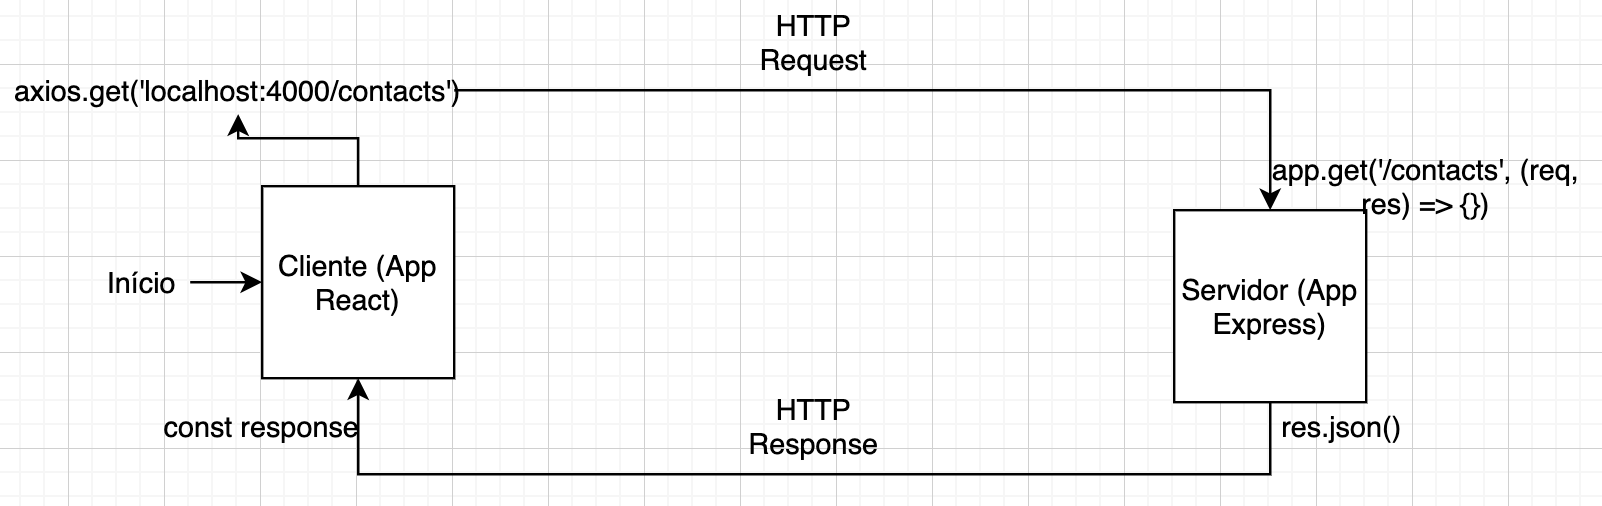 HTTP
Request
axios.get('localhost:4000/contacts')
app.get('/contacts', (req,
res) => {})
Início
Cliente (App
React)
Servidor (App
Express)
const response
HTTP
Response
res.json()